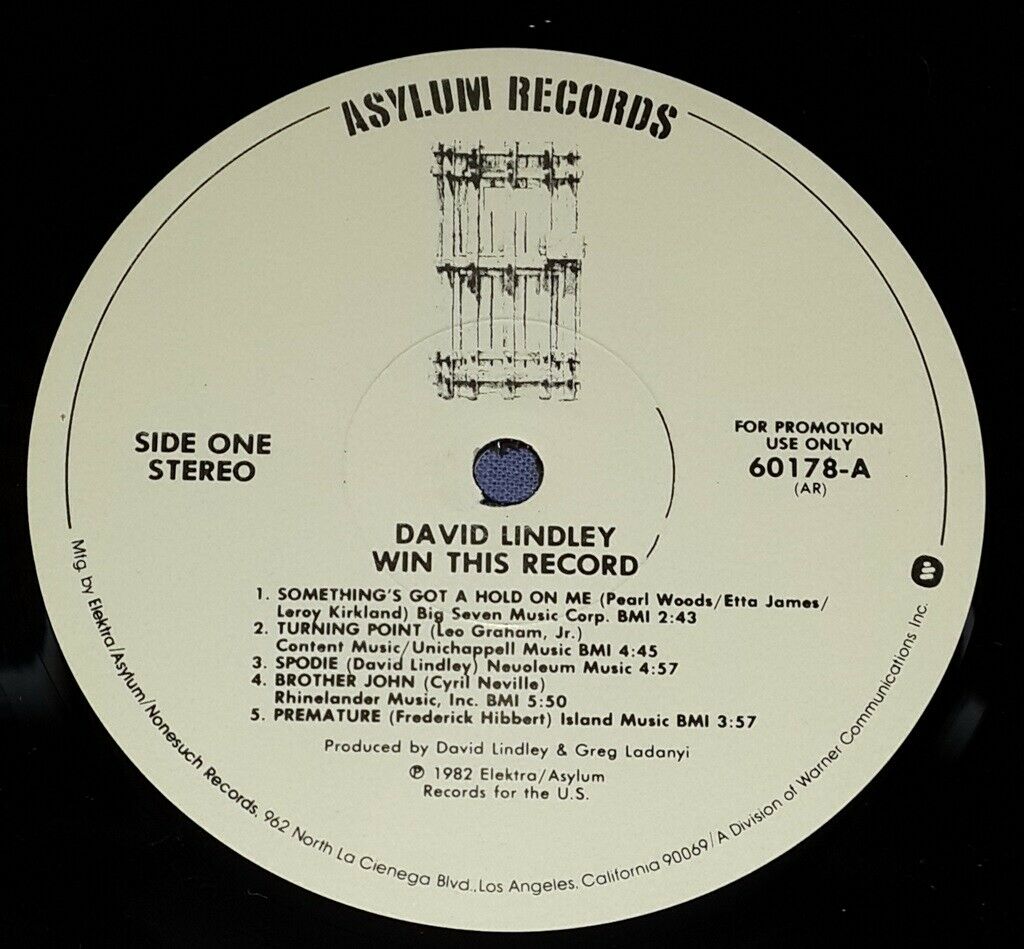 ASYLUM RECORDS
SIDE ONE
STEREO
FOR PROMOTION
USE ONLY
60178-A
(AR)
DAVID LINDLEY
WIN THIS RECORD
1. SOMETHING'S GOT A HOLD ON ME (Pearl Woods/Etta James/
Leroy Kirkland) Big Seven Music Corp. BMI 2:43
2. TURNING POINT (Leo Graham, Jr.)
Content Music/Unichappell Music BMI 4:45
3. SPODIE (David Lindley) Neuoleum Music 4:57
4. BROTHER JOHN (Cyril Neville)
Rhinelander Music, Inc. BMI 5:50
5. PREMATURE (Frederick Hibbert) Island Music BMI 3:57
Produced by David Lindley & Greg Ladanyi
℗ 1982 Elektra/Asylum
Records for the U.S.
Mfg. by Elektra/Asylum/Nonesuch Records, 962 North La Cienega Blvd., Los Angeles, California 90069/A Division of Warner Communications Inc.